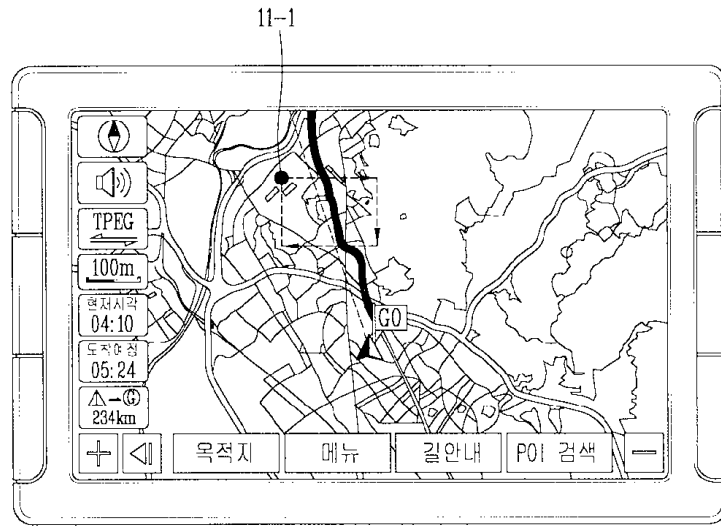 11-1
TPEG
100m
현재시각
04:10
도착예정
05:24
G
234km
GO
목적지
메뉴
길안내
POI 검색